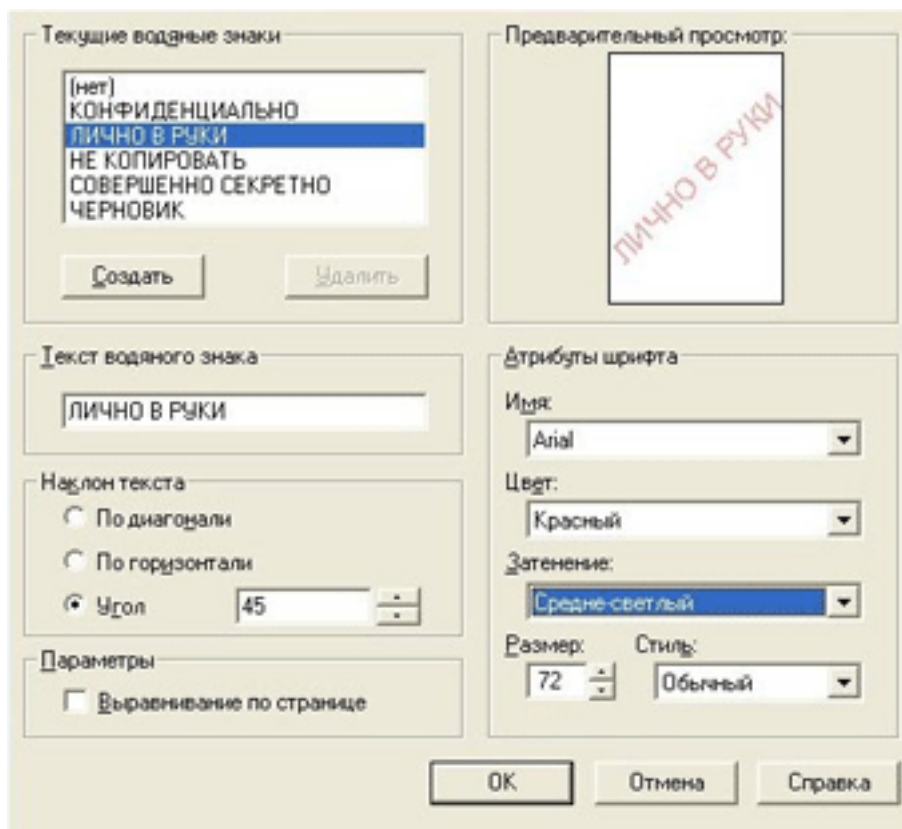 Текущие водяные знаки
(нет)
КОНФИДЕНЦИАЛЬНО
ЛИЧНО В РУКИ
НЕ КОПИРОВАТЬ
СОВЕРШЕННО СЕКРЕТНО
ЧЕРНОВИК
Создать
Удалить
Предварительный просмотр:
ЛИЧНО В РУКИ
Текст водяного знака
ЛИЧНО В РУКИ
Наклон текста
По диагонали
По горизонтали
Угол 45
Параметры
Выравнивание по странице
Атрибуты шрифта
Имя:
Arial
Цвет:
Красный
Затенение:
Средне-светлый
Размер: Стиль:
72 Обычный
OK Отмена Справка